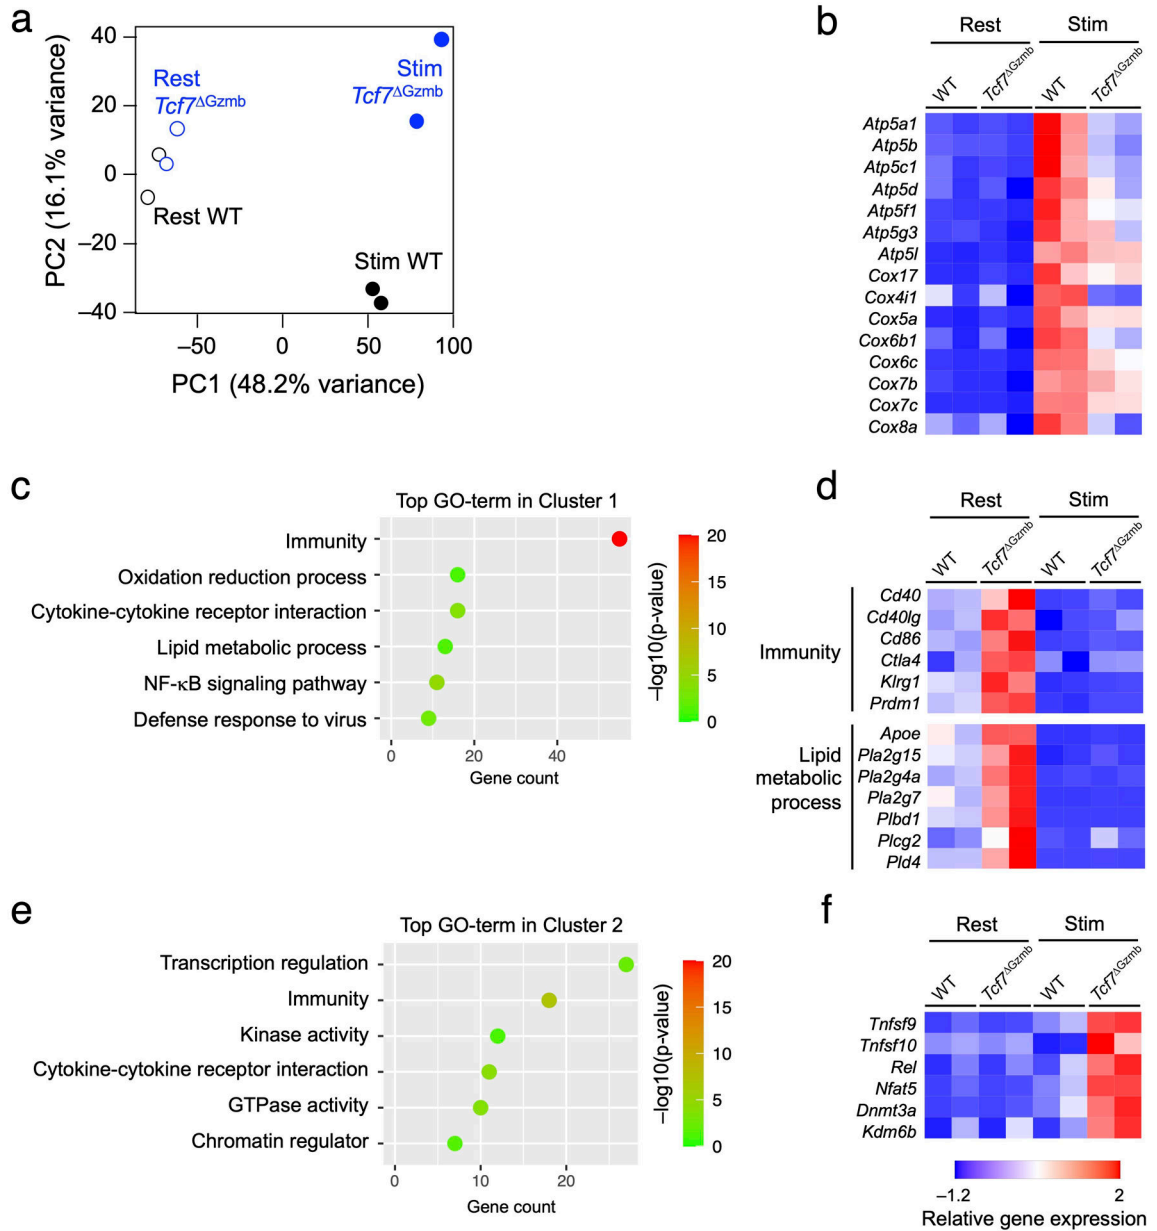 a
PC2 (16.1% variance)
40
20
0
–20
–40
Rest
Tcf7ΔGzmb
Stim
Tcf7ΔGzmb
Rest WT
Stim WT
–50
0
50
100
PC1 (48.2% variance)
b
Rest
Stim
WT
Tcf7ΔGzmb
WT
Tcf7ΔGzmb
Atp5a1
Atp5b
Atp5c1
Atp5d
Atp5f1
Atp5g3
Atp5l
Cox17
Cox4i1
Cox5a
Cox6b1
Cox6c
Cox7b
Cox7c
Cox8a
c
Top GO-term in Cluster 1
Immunity
Oxidation reduction process
Cytokine-cytokine receptor interaction
Lipid metabolic process
NF-κB signaling pathway
Defense response to virus
0
20
40
Gene count
–log10(p-value)
20
15
10
5
0
d
Rest
Stim
WT
Tcf7ΔGzmb
WT
Tcf7ΔGzmb
Immunity
Cd40
Cd40lg
Cd86
Ctla4
Klrg1
Prdm1
Lipid
metabolic
process
Apoe
Pla2g15
Pla2g4a
Pla2g7
Plbd1
Plcg2
Pld4
e
Top GO-term in Cluster 2
Transcription regulation
Immunity
Kinase activity
Cytokine-cytokine receptor interaction
GTPase activity
Chromatin regulator
0
10
20
Gene count
–log10(p-value)
20
15
10
5
0
f
Rest
Stim
WT
Tcf7ΔGzmb
WT
Tcf7ΔGzmb
Tnfsf9
Tnfsf10
Rel
Nfat5
Dnmt3a
Kdm6b
–1.2
2
Relative gene expression